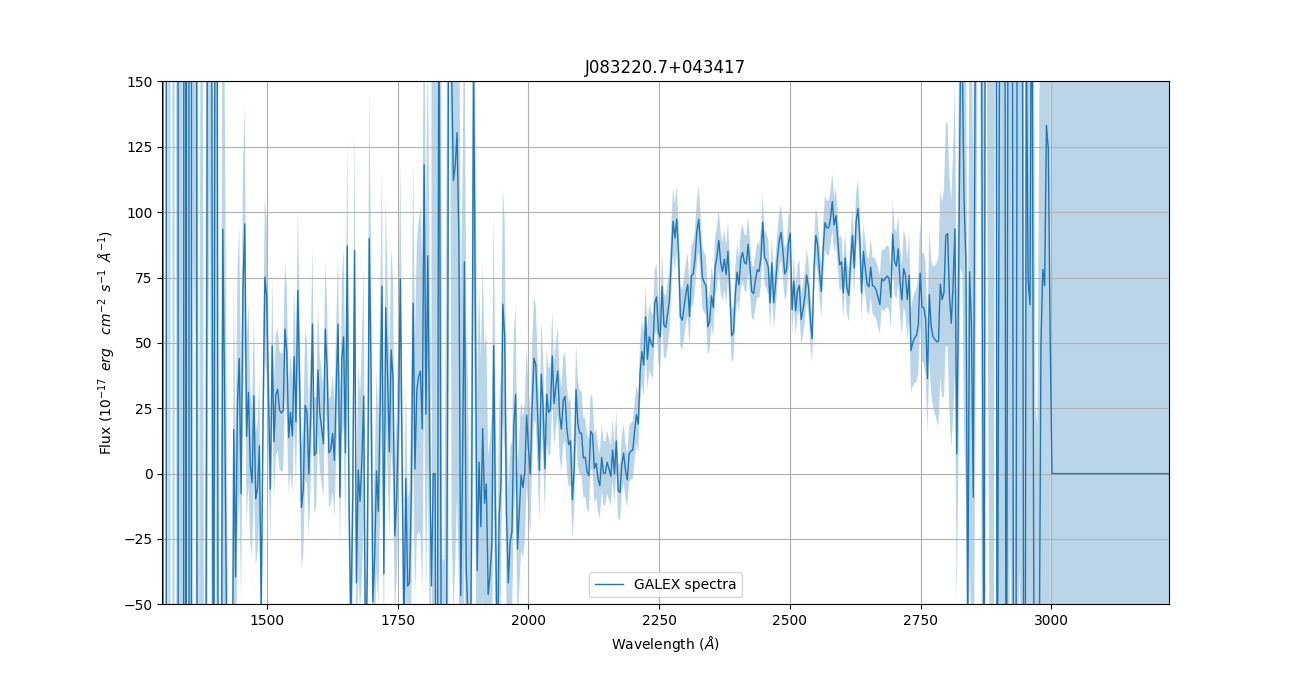 J083220.7+043417
150
125
100
75
50
25
0
−25
−50
Flux (10⁻¹⁷ erg cm⁻² s⁻¹ Å⁻¹)
1500 1750 2000 2250 2500 2750 3000
Wavelength (Å)
GALEX spectra